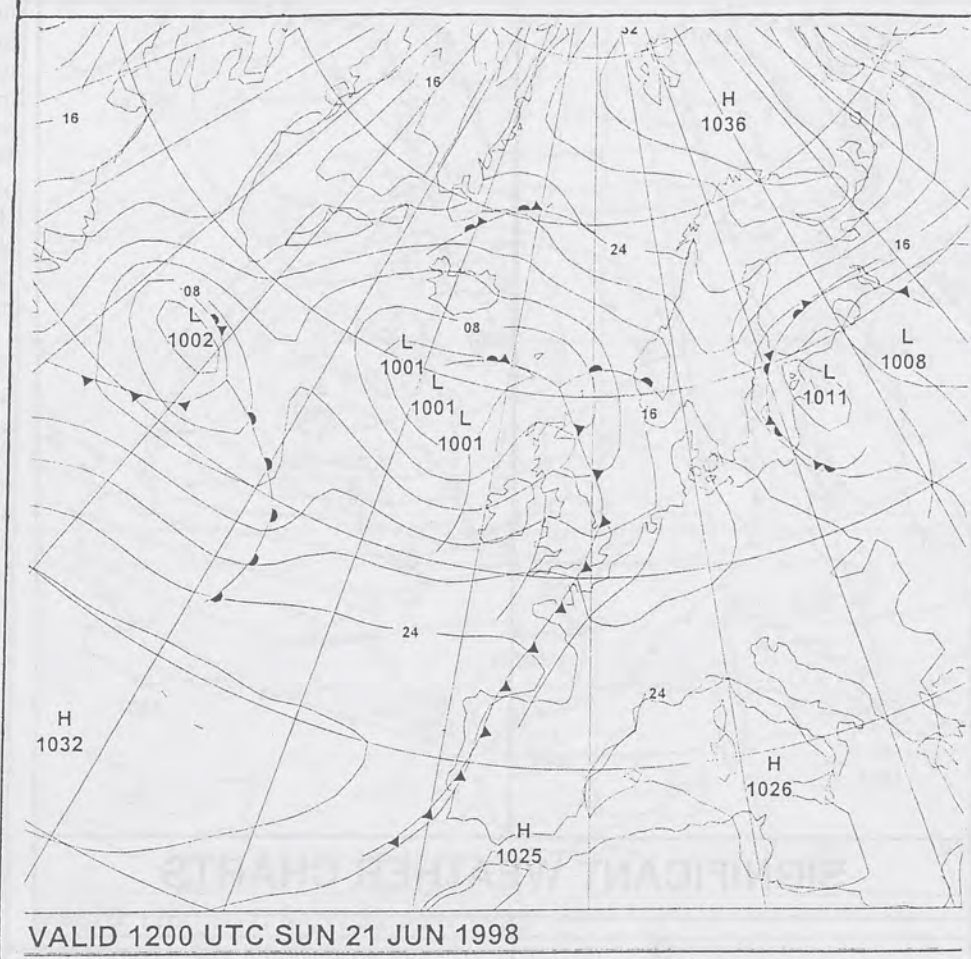 32
16
16
H
1036
16
24
08
L
1002
08
L
1001
L
1001
L
1001
L
1008
L
1011
16
24
24
H
1032
H
1026
H
1025
SIGNIFICANT WEATHER CHARTS
VALID 1200 UTC SUN 21 JUN 1998